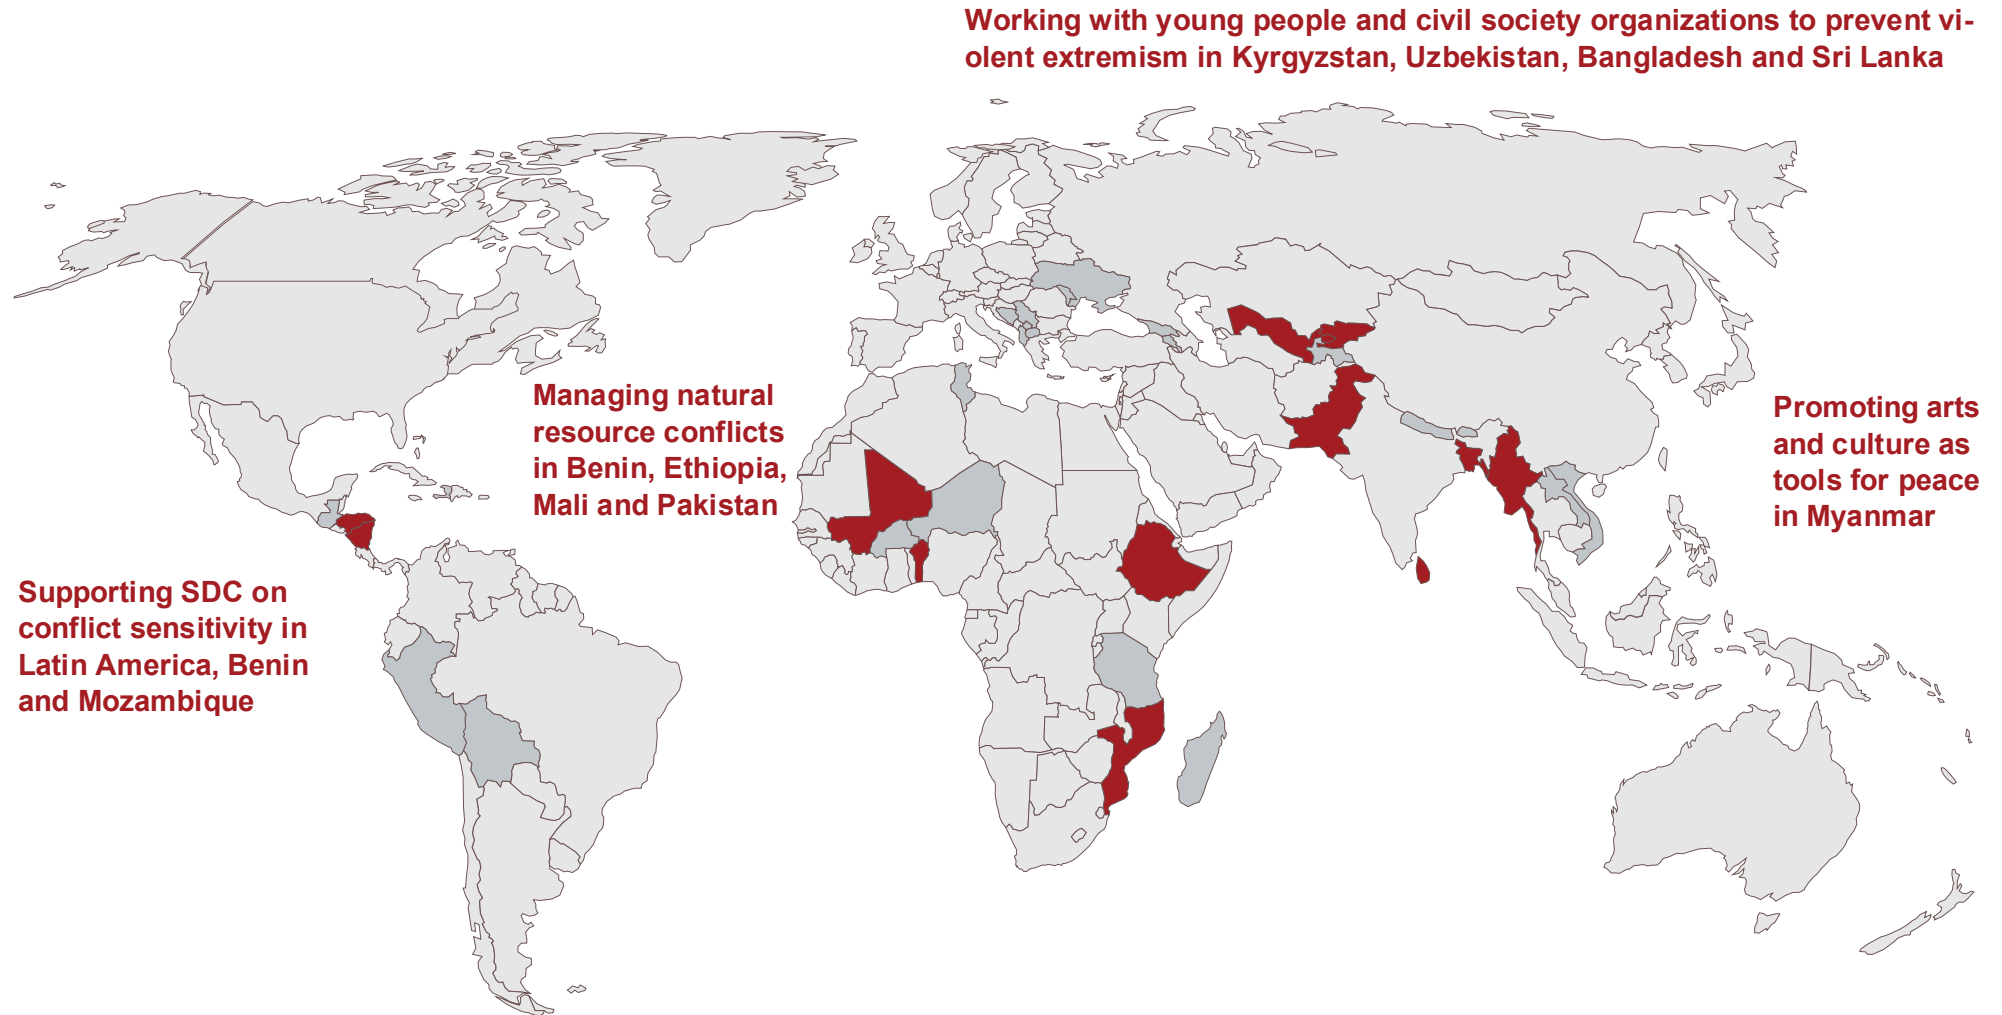 Working with young people and civil society organizations to prevent vi-
olent extremism in Kyrgyzstan, Uzbekistan, Bangladesh and Sri Lanka
Managing natural
resource conflicts
in Benin, Ethiopia,
Mali and Pakistan
Promoting arts
and culture as
tools for peace
in Myanmar
Supporting SDC on
conflict sensitivity in
Latin America, Benin
and Mozambique